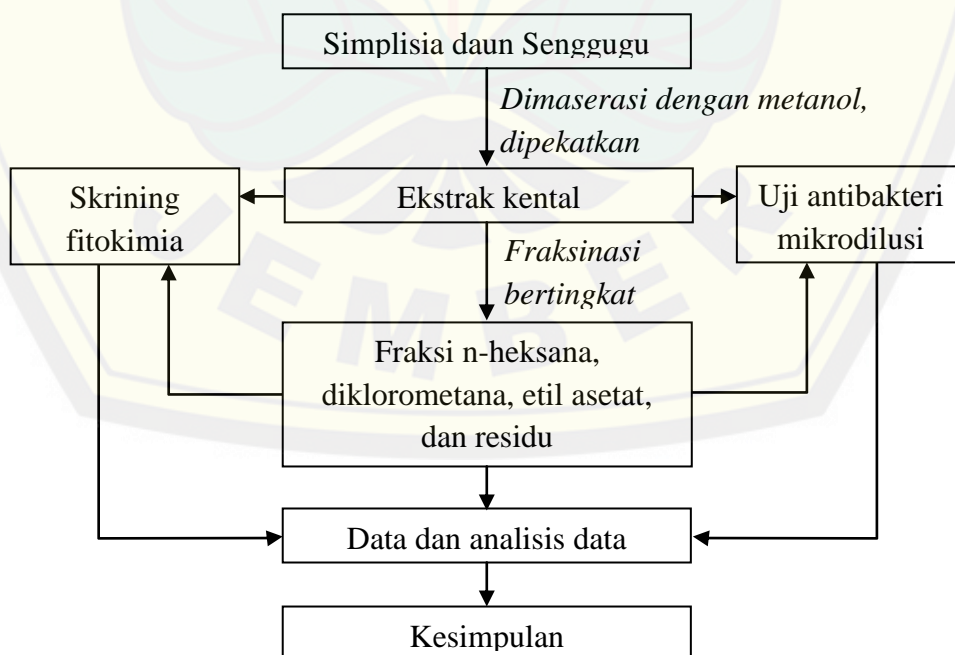 Simplisia daun Senggugu
Dimaserasi dengan metanol,
dipekatkan
Skrining
fitokimia
Ekstrak kental
Uji antibakteri
mikrodilusi
Fraksinasi
bertingkat
Fraksi n-heksana,
diklorometana, etil asetat,
dan residu
Data dan analisis data
Kesimpulan
JEMBER